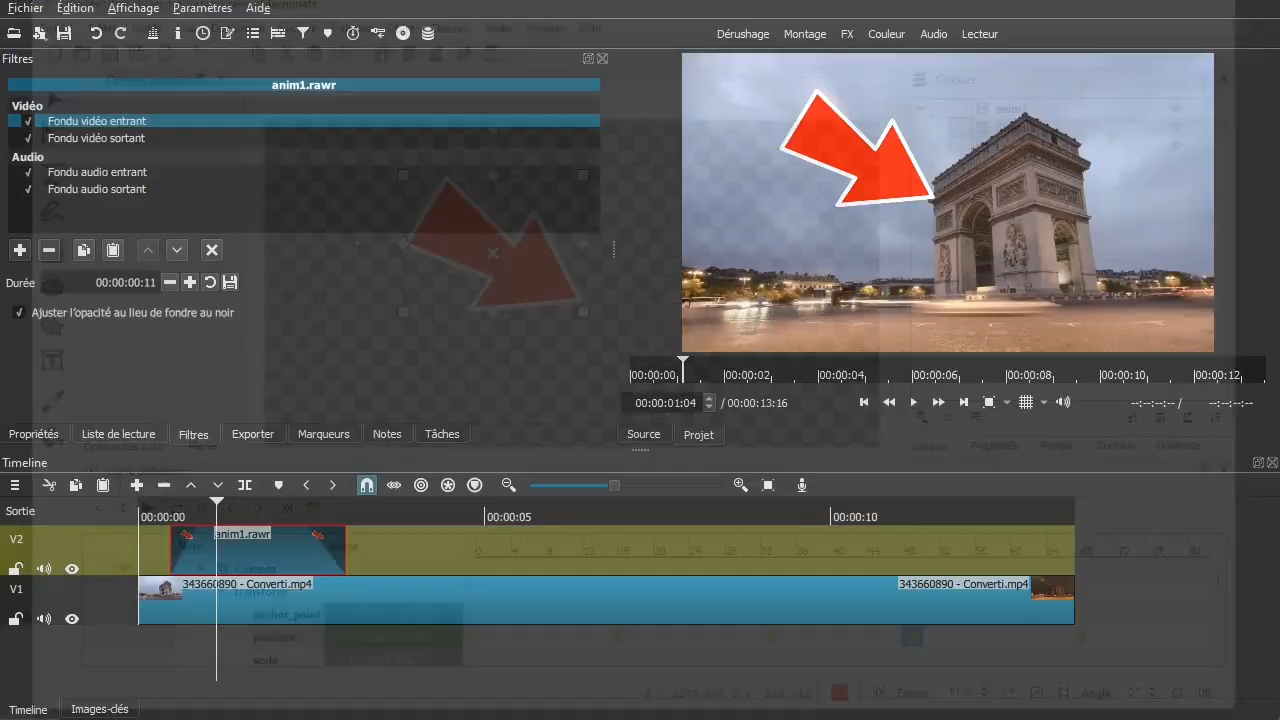 Fichier Édition Affichage Paramètres Aide
Dérushage Montage FX Couleur Audio Lecteur
Filtres
anim1.rawr
Vidéo
Fondu vidéo entrant
Fondu vidéo sortant
Audio
Fondu audio entrant
Fondu audio sortant
Durée 00:00:00:11
Ajuster l'opacité au lieu de fondre au noir
00:00:00 00:00:02 00:00:04 00:00:06 00:00:08 00:00:10 00:00:12
00:00:01:04 / 00:00:13:16 --:--:--:-- / --:--:--:--
Propriétés Liste de lecture Filtres Exporter Marqueurs Notes Tâches
Source Projet
Timeline
Sortie
00:00:00 00:00:05 00:00:10
V2
anim1.rawr
V1
343660890 - Converti.mp4 343660890 - Converti.mp4
anchor_point
position
scale
Timeline Images-clés